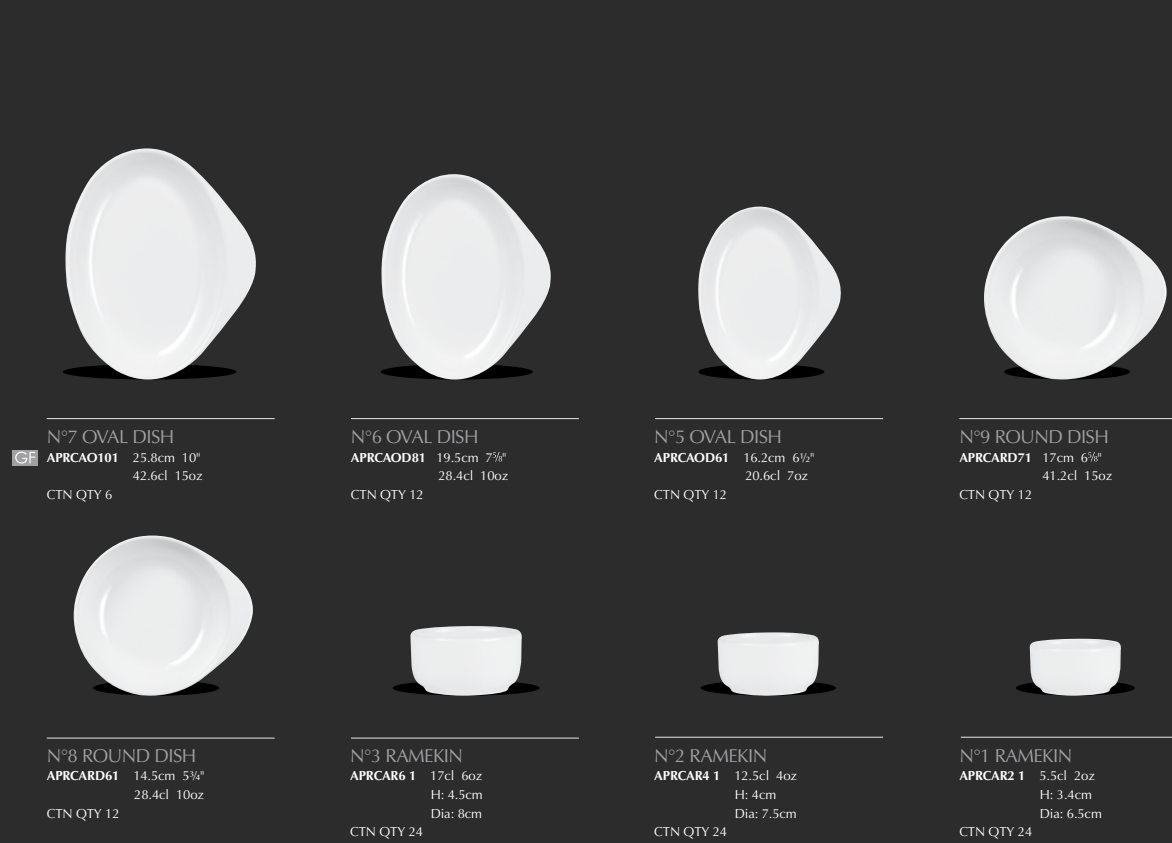 N°7 OVAL DISH
GF APRCAO101 25.8cm 10"
42.6cl 15oz
CTN QTY 6
N°6 OVAL DISH
APRCAOD81 19.5cm 7⅝"
28.4cl 10oz
CTN QTY 12
N°5 OVAL DISH
APRCAOD61 16.2cm 6½"
20.6cl 7oz
CTN QTY 12
N°9 ROUND DISH
APRCARD71 17cm 6⅝"
41.2cl 15oz
CTN QTY 12
N°8 ROUND DISH
APRCARD61 14.5cm 5¾"
28.4cl 10oz
CTN QTY 12
N°3 RAMEKIN
APRCAR6 1 17cl 6oz
H: 4.5cm
Dia: 8cm
CTN QTY 24
N°2 RAMEKIN
APRCAR4 1 12.5cl 4oz
H: 4cm
Dia: 7.5cm
CTN QTY 24
N°1 RAMEKIN
APRCAR2 1 5.5cl 2oz
H: 3.4cm
Dia: 6.5cm
CTN QTY 24